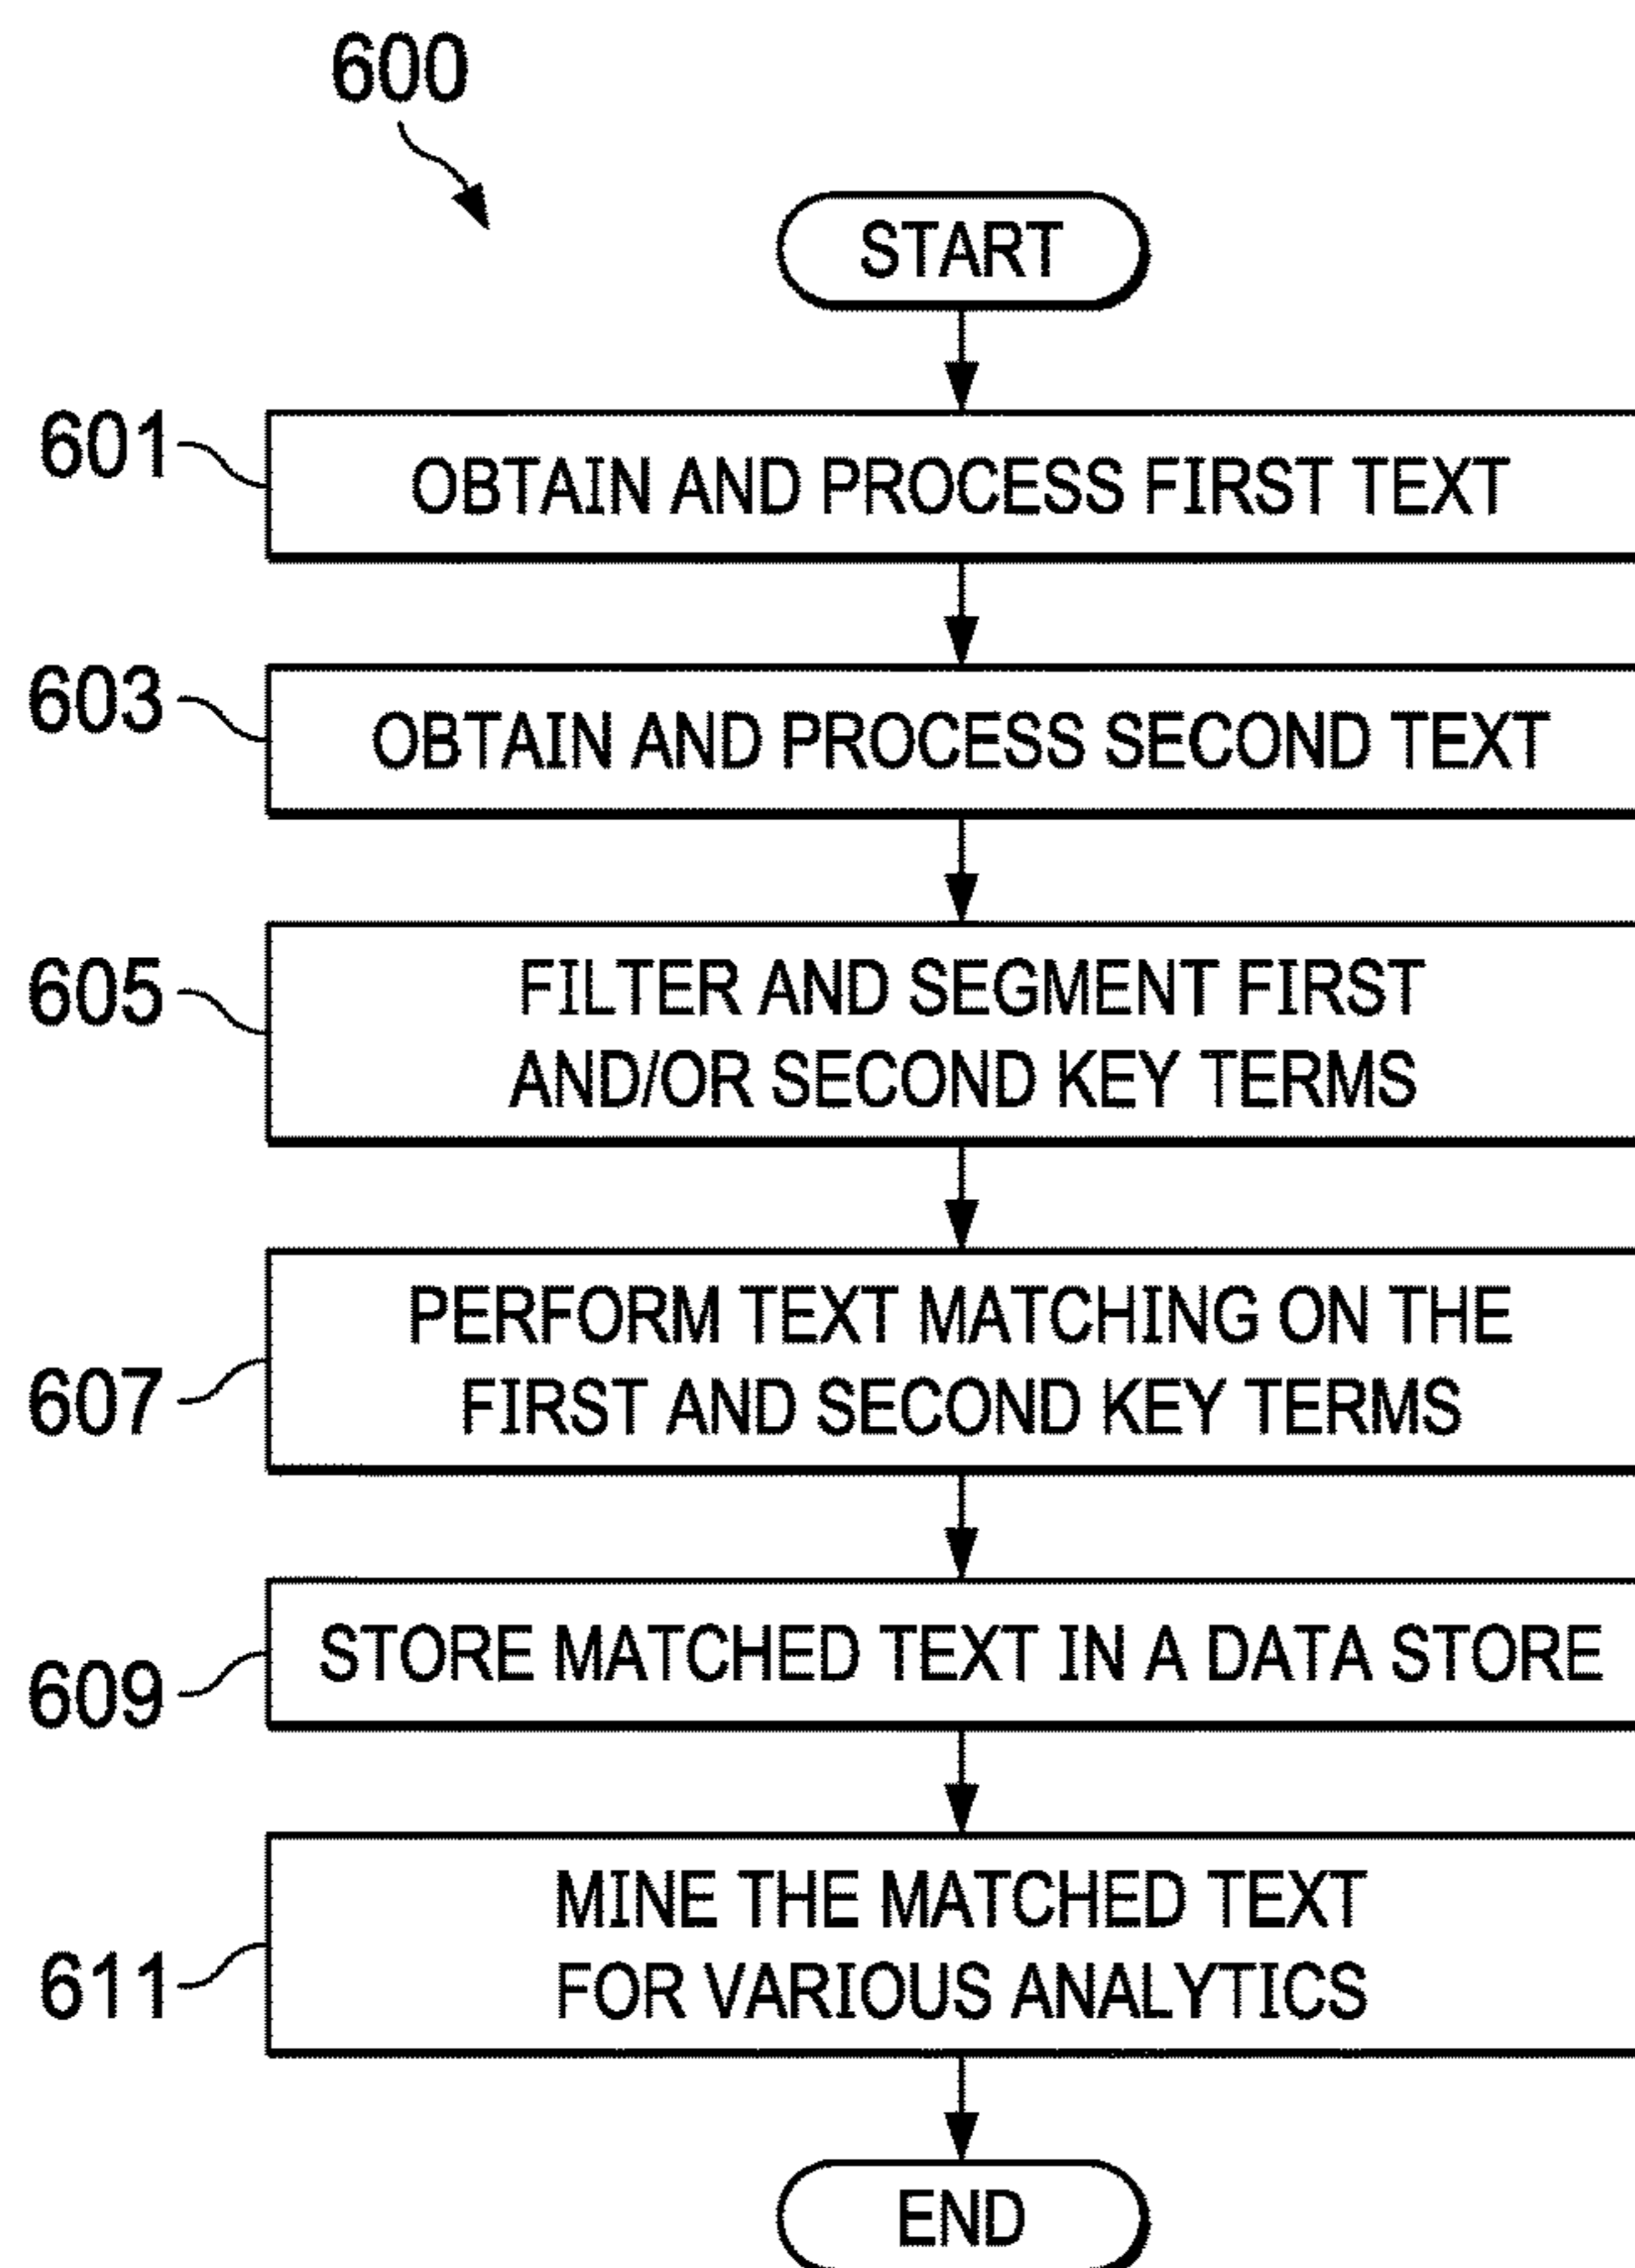 600
START
601
OBTAIN AND PROCESS FIRST TEXT
603
OBTAIN AND PROCESS SECOND TEXT
605
FILTER AND SEGMENT FIRST
AND/OR SECOND KEY TERMS
607
PERFORM TEXT MATCHING ON THE
FIRST AND SECOND KEY TERMS
609
STORE MATCHED TEXT IN A DATA STORE
611
MINE THE MATCHED TEXT
FOR VARIOUS ANALYTICS
END